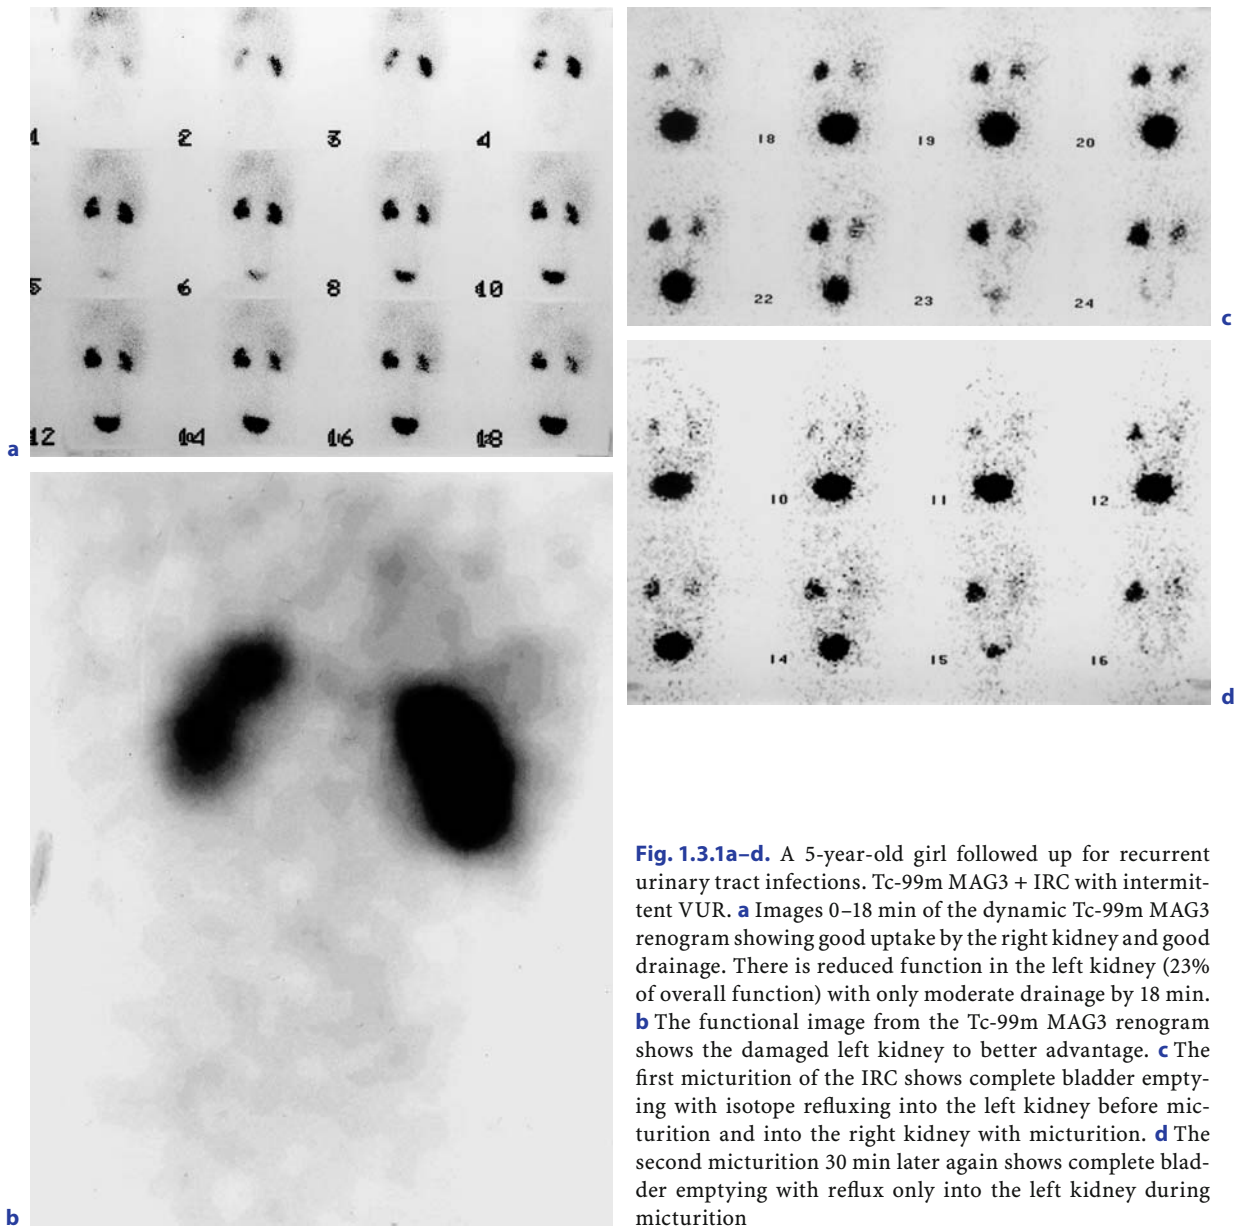 1 2 3 4
5 6 8 10
12 14 16 18
a
18 19 20
22 23 24
c
10 11 12
14 15 16
d
b
Fig. 1.3.1a–d. A 5-year-old girl followed up for recurrent
urinary tract infections. Tc-99m MAG3 + IRC with intermit-
tent VUR. a Images 0–18 min of the dynamic Tc-99m MAG3
renogram showing good uptake by the right kidney and good
drainage. There is reduced function in the left kidney (23%
of overall function) with only moderate drainage by 18 min.
b The functional image from the Tc-99m MAG3 renogram
shows the damaged left kidney to better advantage. c The
first micturition of the IRC shows complete bladder empty-
ing with isotope refluxing into the left kidney before mic-
turition and into the right kidney with micturition. d The
second micturition 30 min later again shows complete blad-
der emptying with reflux only into the left kidney during
micturition